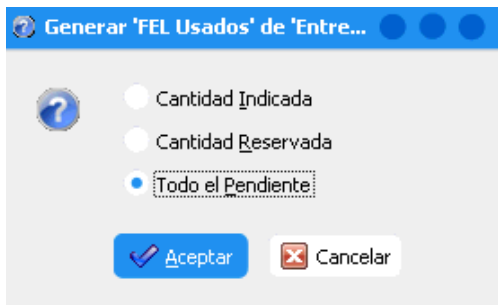 Generar 'FEL Usados' de 'Entre...
Cantidad Indicada
Cantidad Reservada
Todo el Pendiente
Aceptar
Cancelar